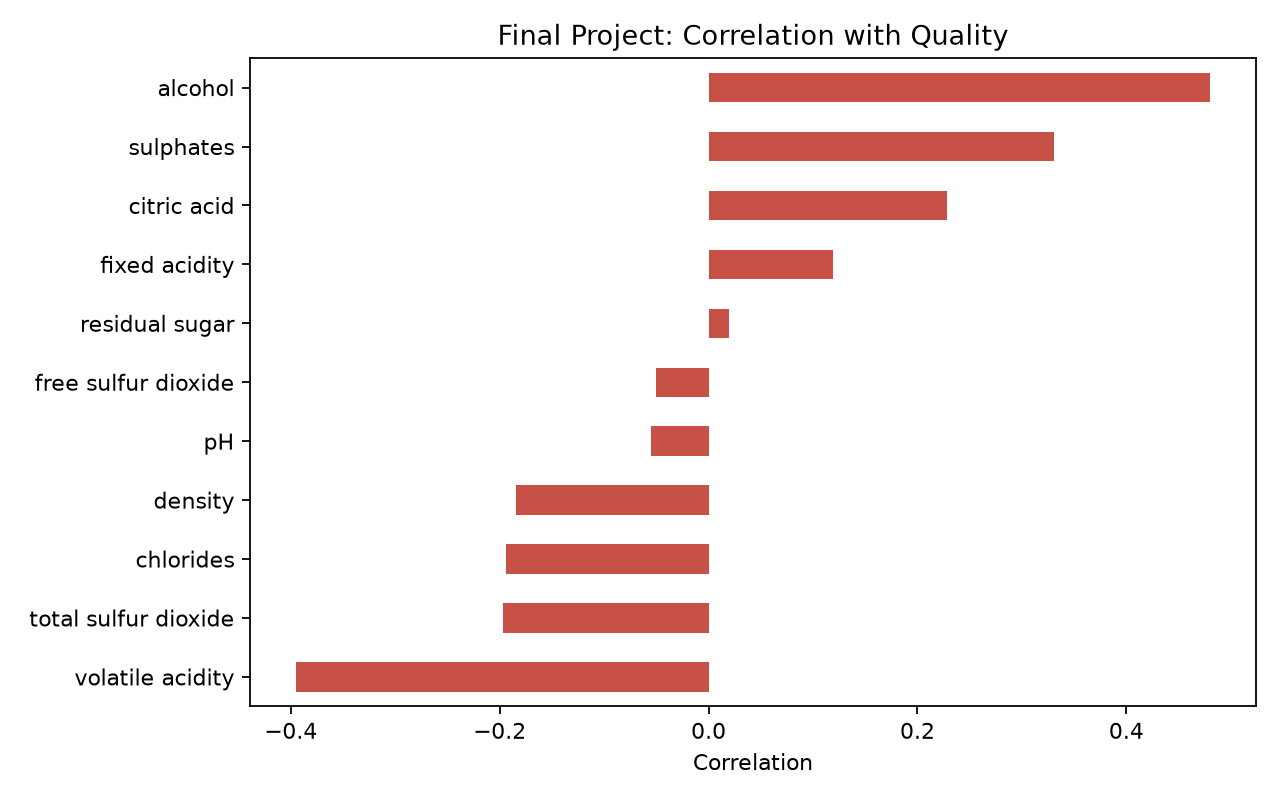 Final Project: Correlation with Quality
alcohol
sulphates
citric acid
fixed acidity
residual sugar
free sulfur dioxide
pH
density
chlorides
total sulfur dioxide
volatile acidity
−0.4 −0.2 0.0 0.2 0.4
Correlation